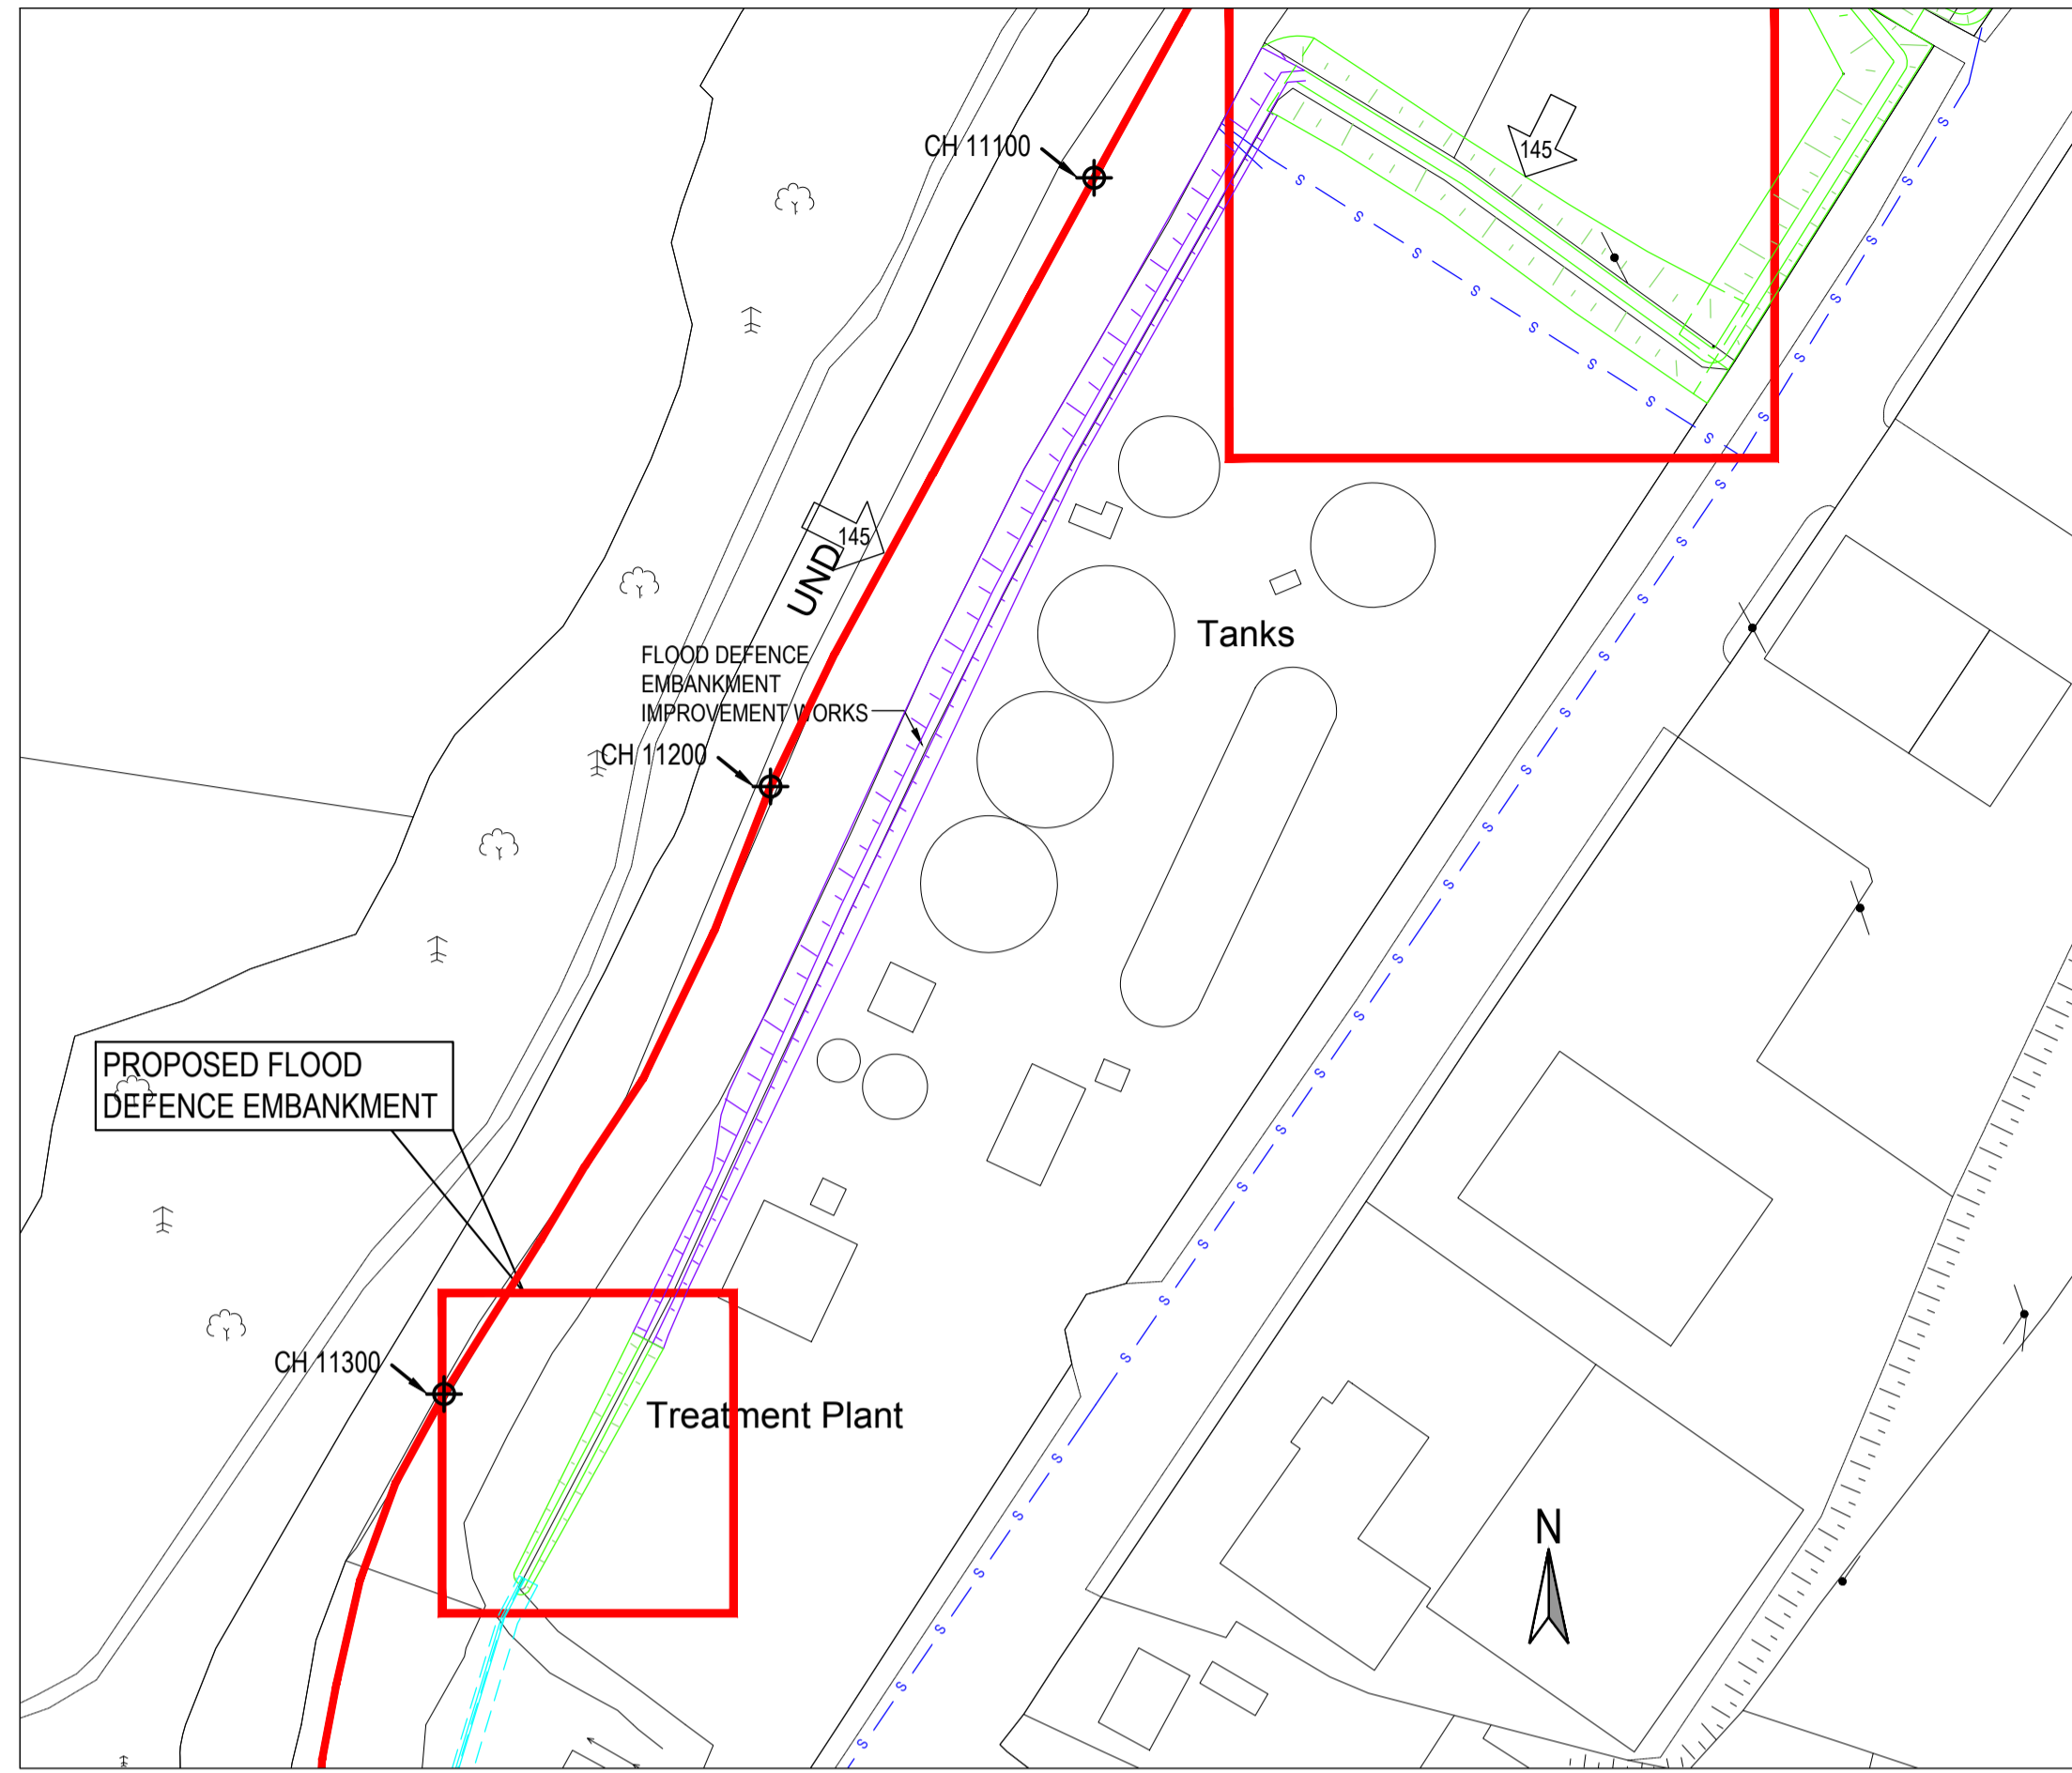 CH 11100
145
145
UND
Tanks
FLOOD DEFENCE
EMBANKMENT
IMPROVEMENT WORKS
CH 11200
PROPOSED FLOOD
DEFENCE EMBANKMENT
CH 11300
Treatment Plant
N